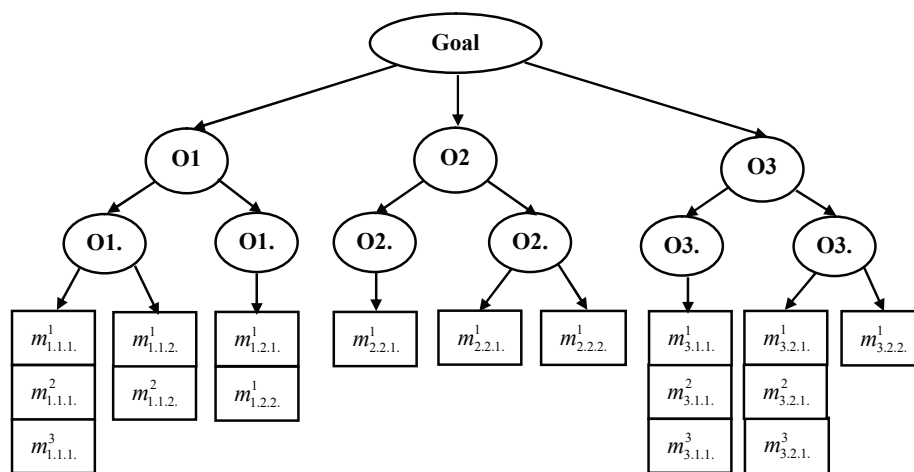 Goal
O1 O2 O3
O1. O1. O2. O2. O3. O3.
m¹₁.₁.₁. m¹₁.₁.₂. m¹₁.₂.₁. m¹₂.₂.₁. m¹₂.₂.₁. m¹₂.₂.₂. m¹₃.₁.₁. m¹₃.₂.₁. m¹₃.₂.₂.
m²₁.₁.₁. m²₁.₁.₂. m¹₁.₂.₂. m²₃.₁.₁. m²₃.₂.₁.
m³₁.₁.₁. m³₃.₁.₁. m³₃.₂.₁.